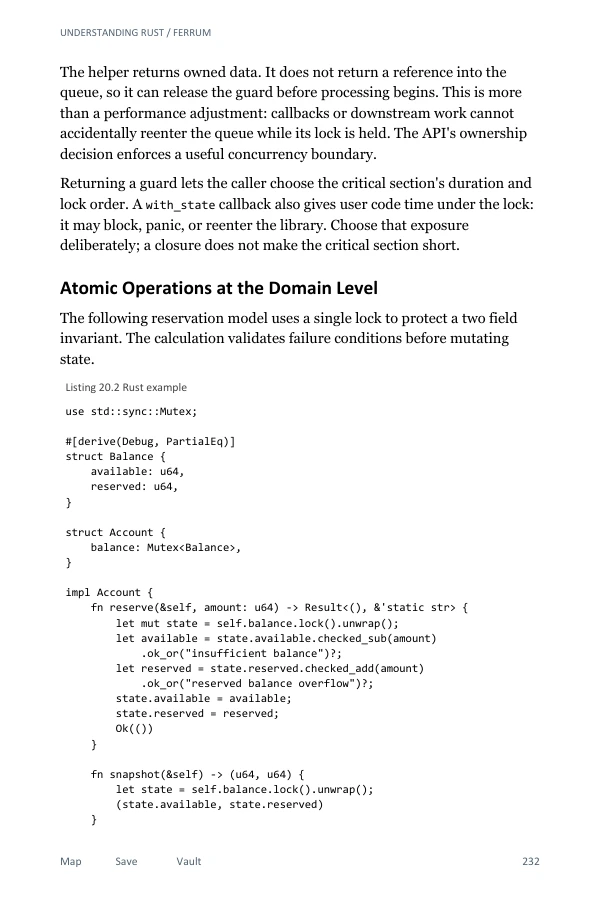 UNDERSTANDING RUST / FERRUM
The helper returns owned data. It does not return a reference into the
queue, so it can release the guard before processing begins. This is more
than a performance adjustment: callbacks or downstream work cannot
accidentally reenter the queue while its lock is held. The API's ownership
decision enforces a useful concurrency boundary.
Returning a guard lets the caller choose the critical section's duration and
lock order. A with_state callback also gives user code time under the lock:
it may block, panic, or reenter the library. Choose that exposure
deliberately; a closure does not make the critical section short.
Atomic Operations at the Domain Level
The following reservation model uses a single lock to protect a two field
invariant. The calculation validates failure conditions before mutating
state.
Listing 20.2 Rust example
use std::sync::Mutex;
#[derive(Debug, PartialEq)]
struct Balance {
    available: u64,
    reserved: u64,
}
struct Account {
    balance: Mutex<Balance>,
}
impl Account {
    fn reserve(&self, amount: u64) -> Result<(), &'static str> {
        let mut state = self.balance.lock().unwrap();
        let available = state.available.checked_sub(amount)
            .ok_or("insufficient balance")?;
        let reserved = state.reserved.checked_add(amount)
            .ok_or("reserved balance overflow")?;
        state.available = available;
        state.reserved = reserved;
        Ok(())
    }
    fn snapshot(&self) -> (u64, u64) {
        let state = self.balance.lock().unwrap();
        (state.available, state.reserved)
    }
Map Save Vault 232